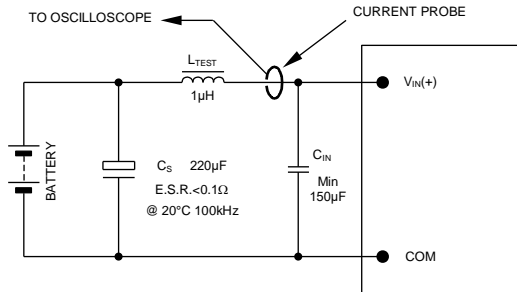 TO OSCILLOSCOPE
CURRENT PROBE
LTEST
1µH
VIN(+)
BATTERY
CS 220µF
E.S.R.<0.1Ω
@ 20°C 100kHz
CIN
Min
150µF
COM